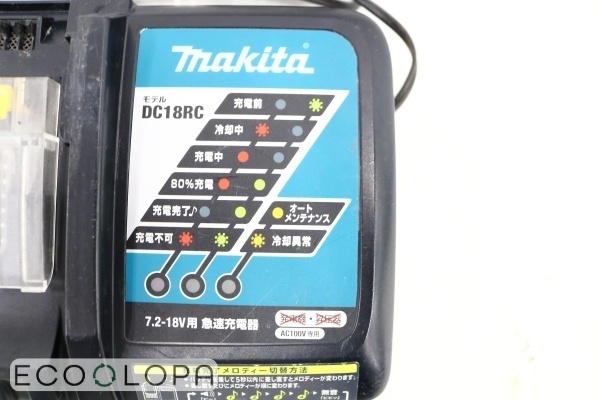 makita
モデル
DC18RC
充電前
冷却中
充電中
80%充電
充電完了♪
オート
メンテナンス
充電不可
冷却異常
7.2-18V用 急速充電器
AC100V専用
メロディー切替方法
ECOOLOPA